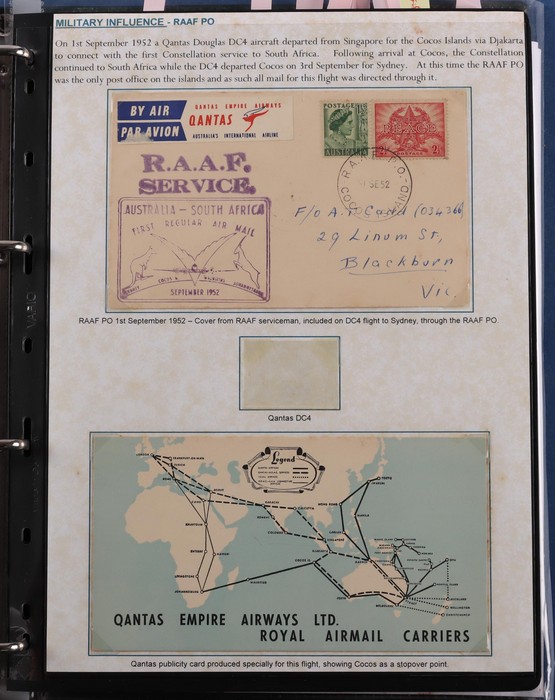 MILITARY INFLUENCE - RAAF PO
On 1st September 1952 a Qantas Douglas DC4 aircraft departed from Singapore for the Cocos Islands via Djakarta
to connect with the first Constellation service to South Africa. Following arrival at Cocos, the Constellation
continued to South Africa while the DC4 departed Cocos on 3rd September for Sydney. At this time the RAAF PO
was the only post office on the islands and as such all mail for this flight was directed through it.
BY AIR
PAR AVION
QANTAS EMPIRE AIRWAYS
QANTAS
AUSTRALIA'S INTERNATIONAL AIRLINE
POSTAGE
AUSTRALIA
PEACE
2
R.A.A.F.
SERVICE.
AUSTRALIA - SOUTH AFRICA
FIRST REGULAR AIR MAIL
SEPTEMBER 1952
SE 52
F/O A. (034366)
29 Linum St,
Blackburn
Vic.
RAAF PO 1st September 1952 – Cover from RAAF serviceman, included on DC4 flight to Sydney, through the RAAF PO.
Qantas DC4
Legend
QANTAS EMPIRE AIRWAYS LTD.
ROYAL AIRMAIL CARRIERS
Qantas publicity card produced specially for this flight, showing Cocos as a stopover point.
VARIO